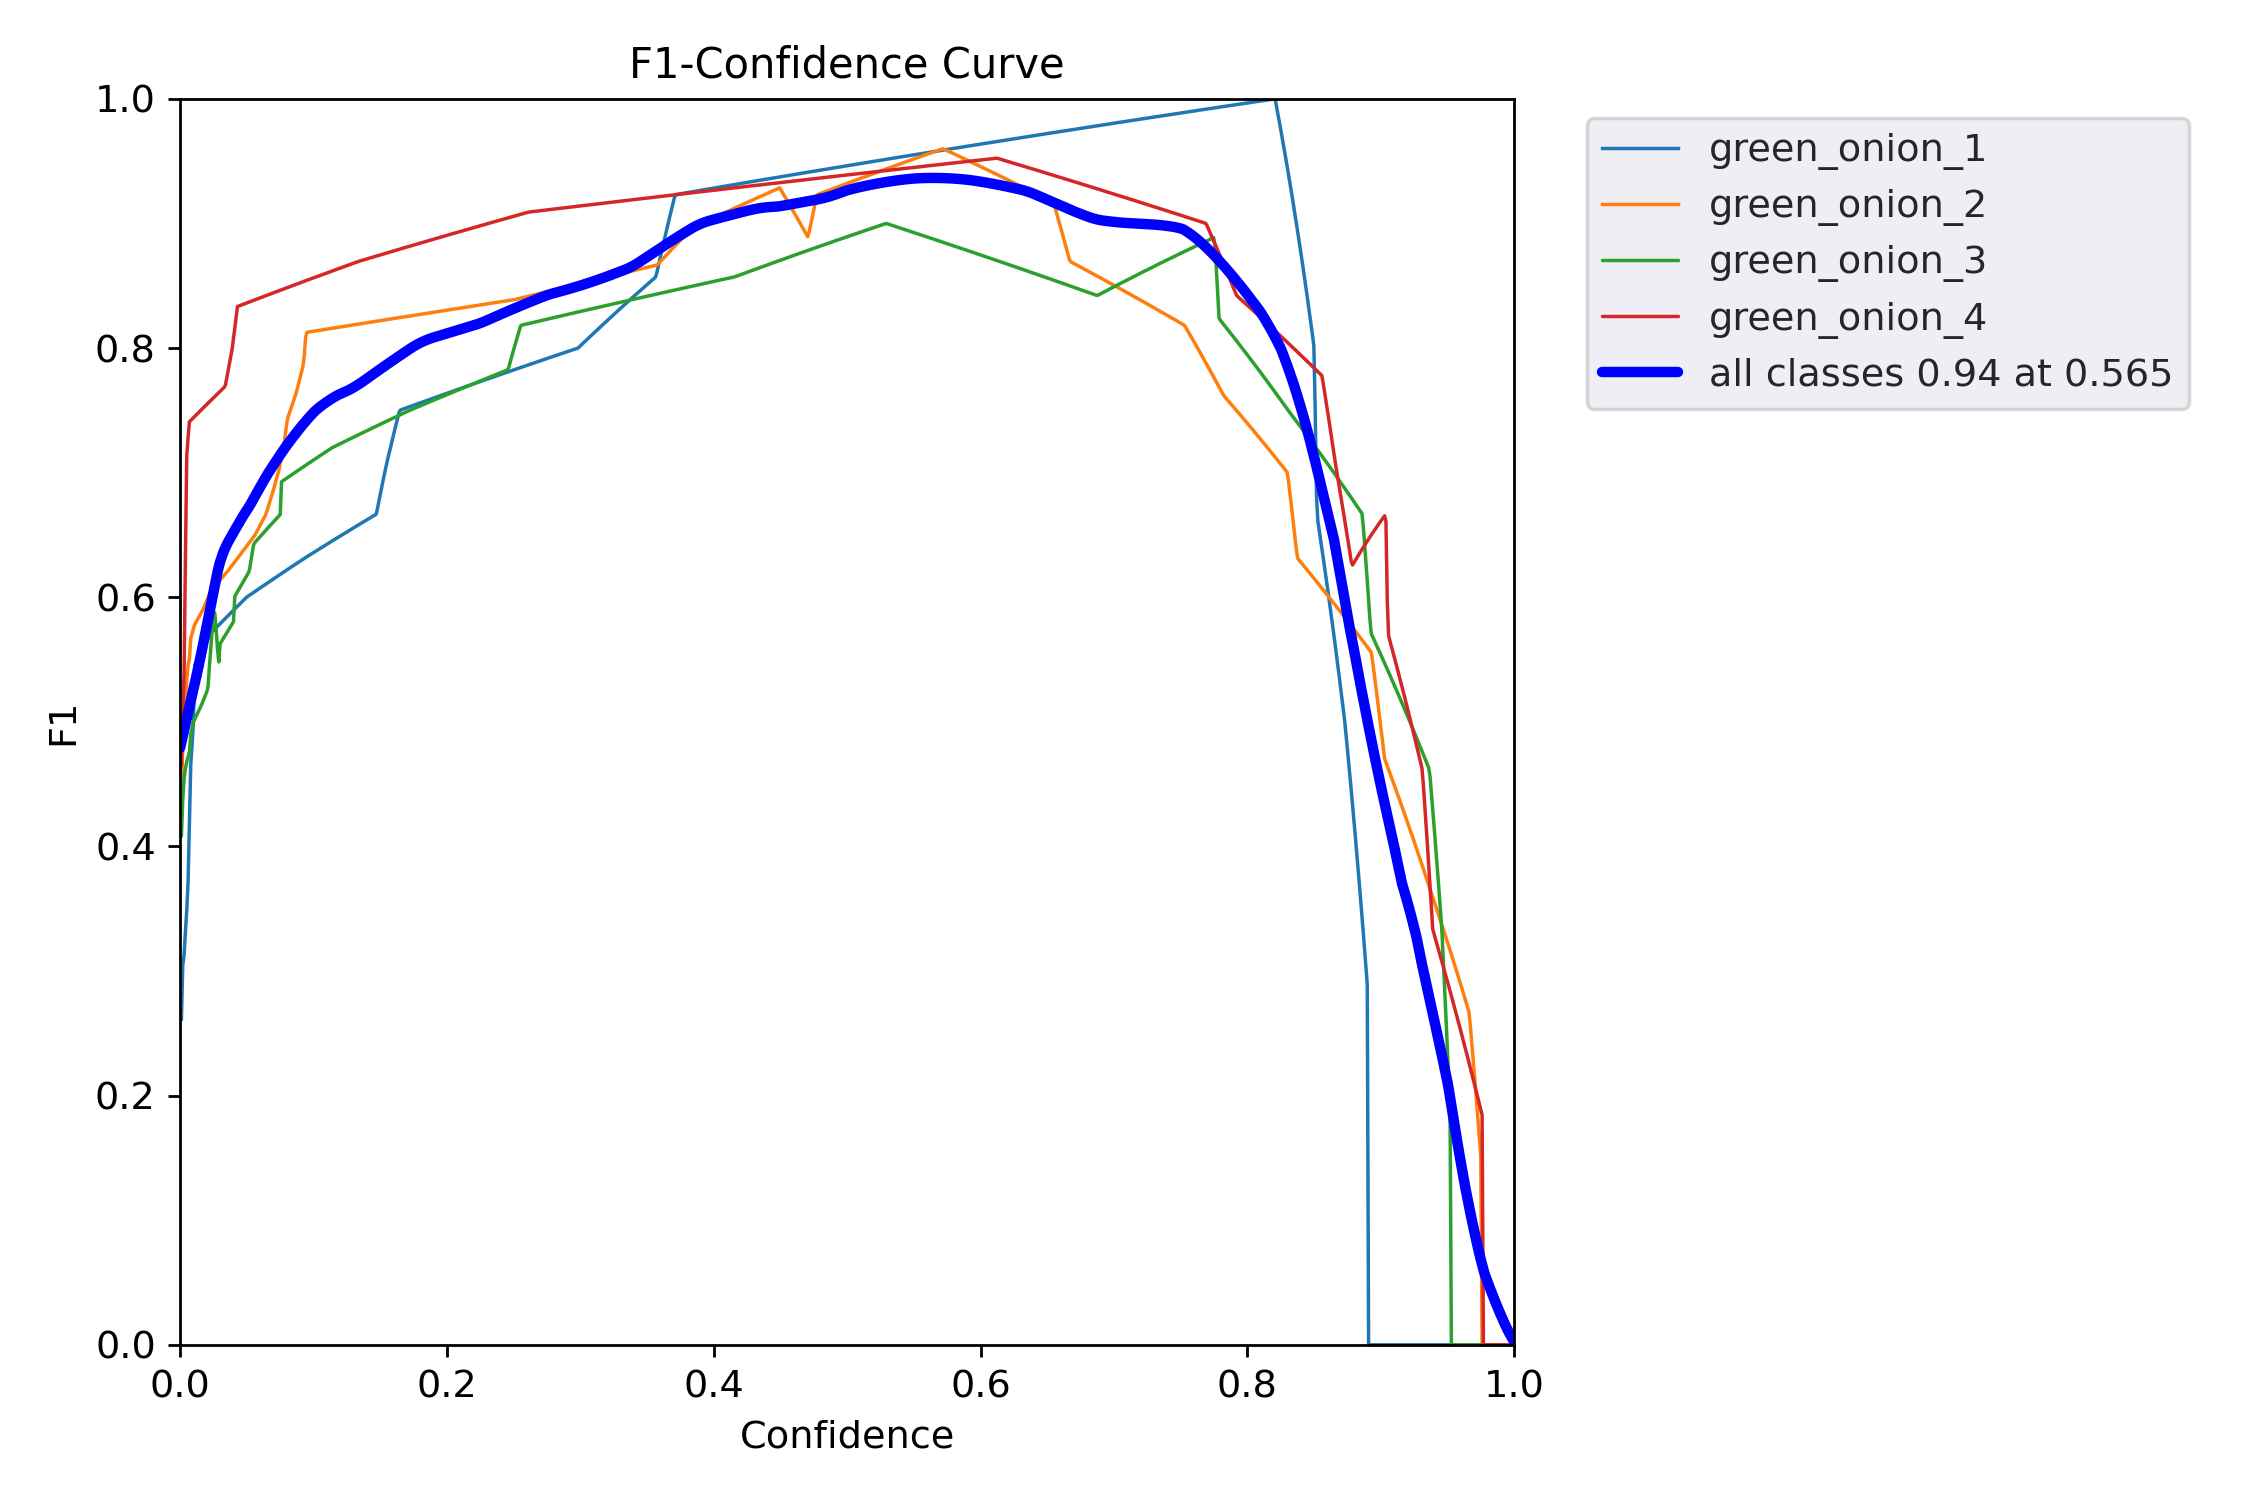 F1-Confidence Curve
1.0
0.8
0.6
0.4
0.2
0.0
F1
0.0 0.2 0.4 0.6 0.8 1.0
Confidence
green_onion_1
green_onion_2
green_onion_3
green_onion_4
all classes 0.94 at 0.565